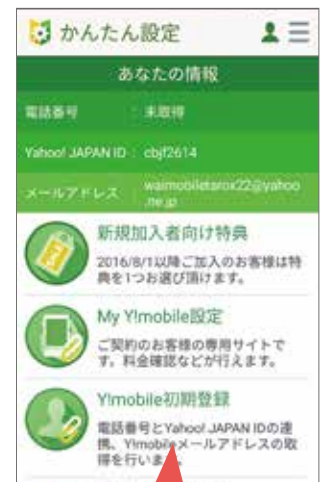 かんたん設定
あなたの情報
電話番号 : 未取得
Yahoo! JAPAN ID : cbjf2614
メールアドレス : waimobiletarox22@yahoo
.ne.jp
新規加入者向け特典
2016/8/1以降ご加入のお客様は特
典を1つお選び頂けます。
My Y!mobile設定
ご契約のお客様の専用サイトで
す。料金確認などが行えます。
Y!mobile初期登録
電話番号とYahoo! JAPAN IDの連
携、Y!mobileメールアドレスの取
得を行います。